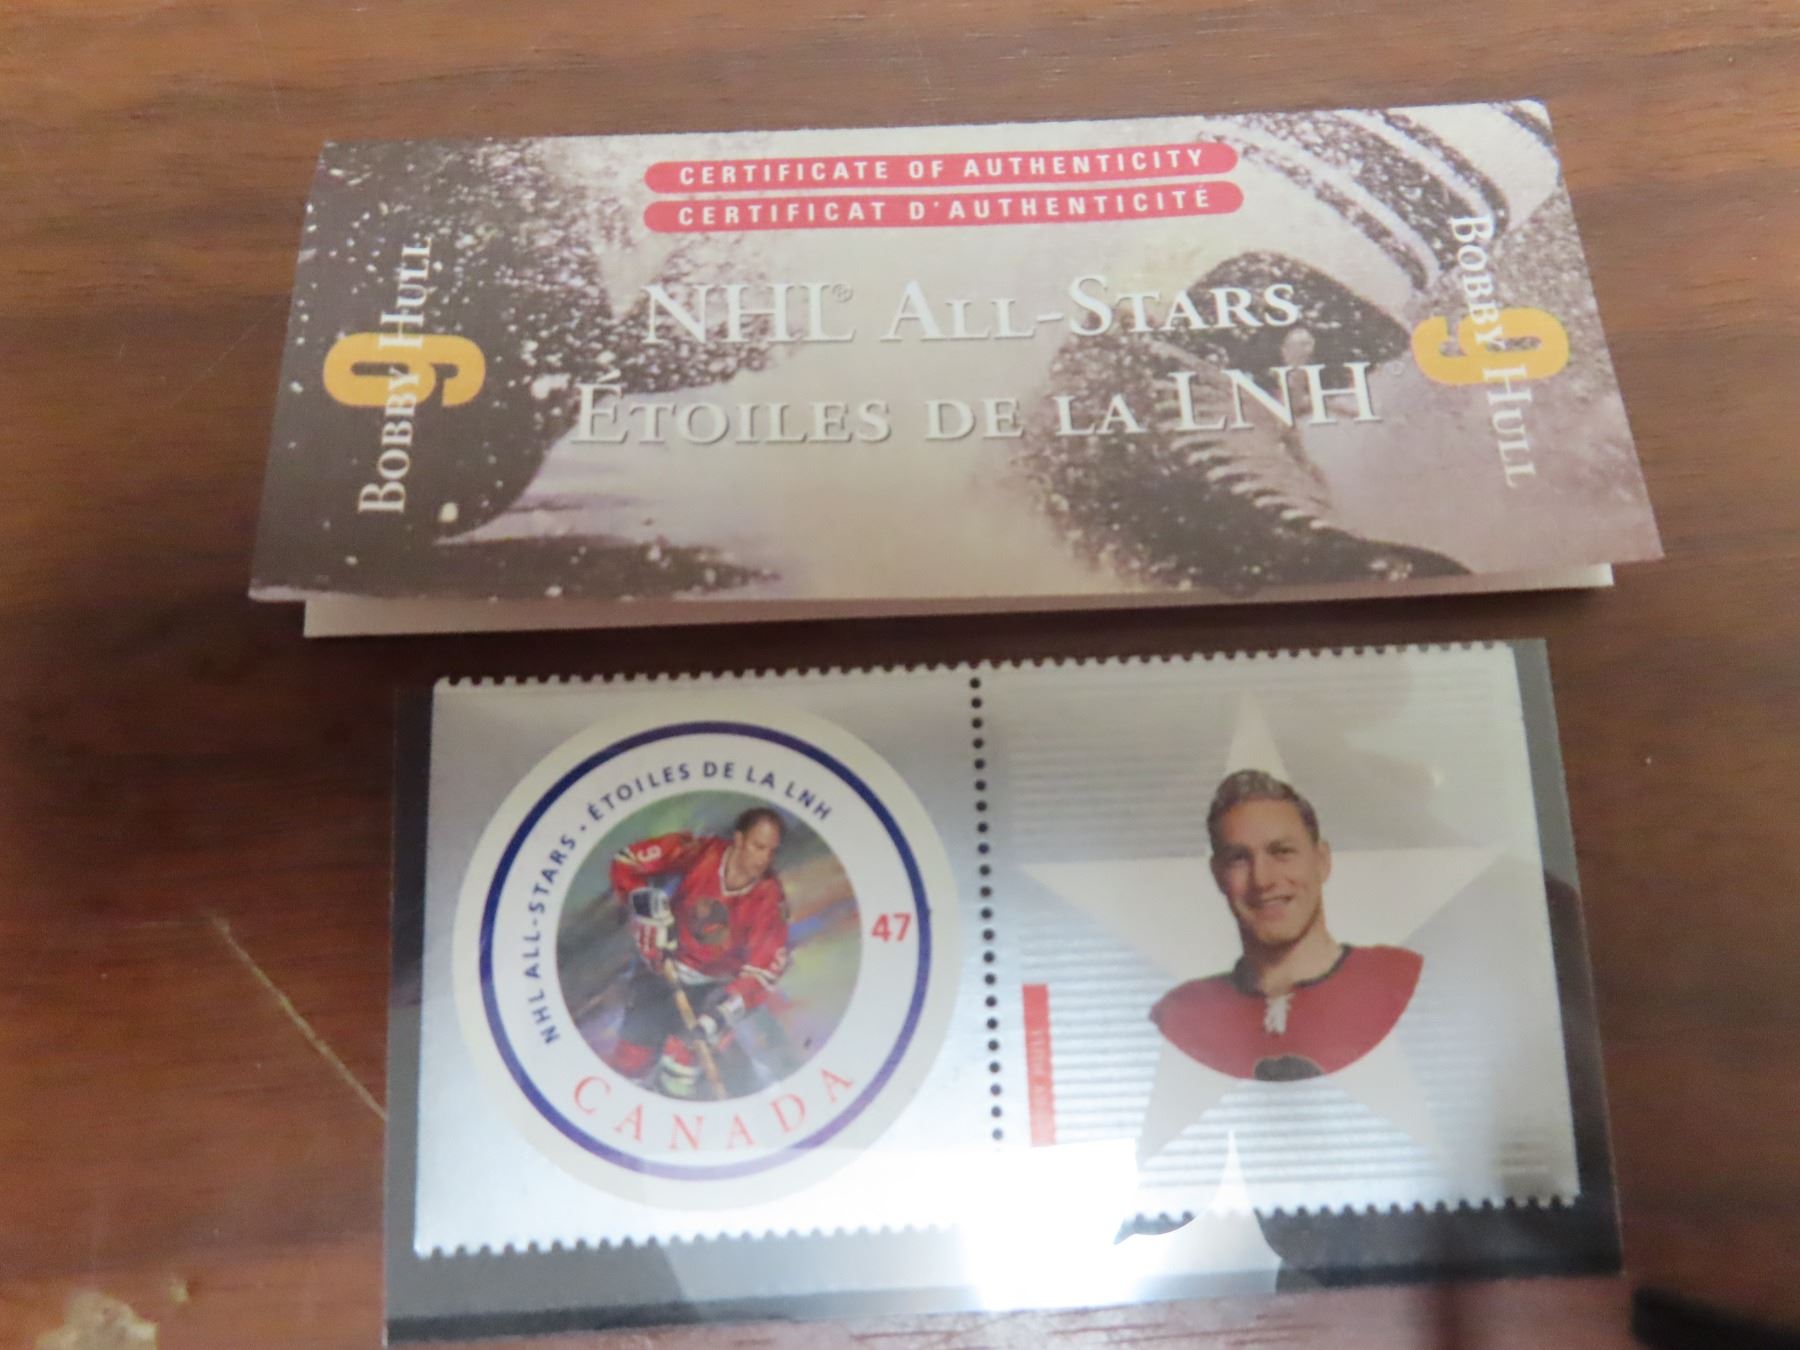 CERTIFICATE OF AUTHENTICITY
CERTIFICAT D'AUTHENTICITÉ
NHL® ALL-STARS
ÉTOILES DE LA LNH
9
BOBBY HULL
9
BOBBY HULL
NHL ALL-STARS • ÉTOILES DE LA LNH
9
47
CANADA